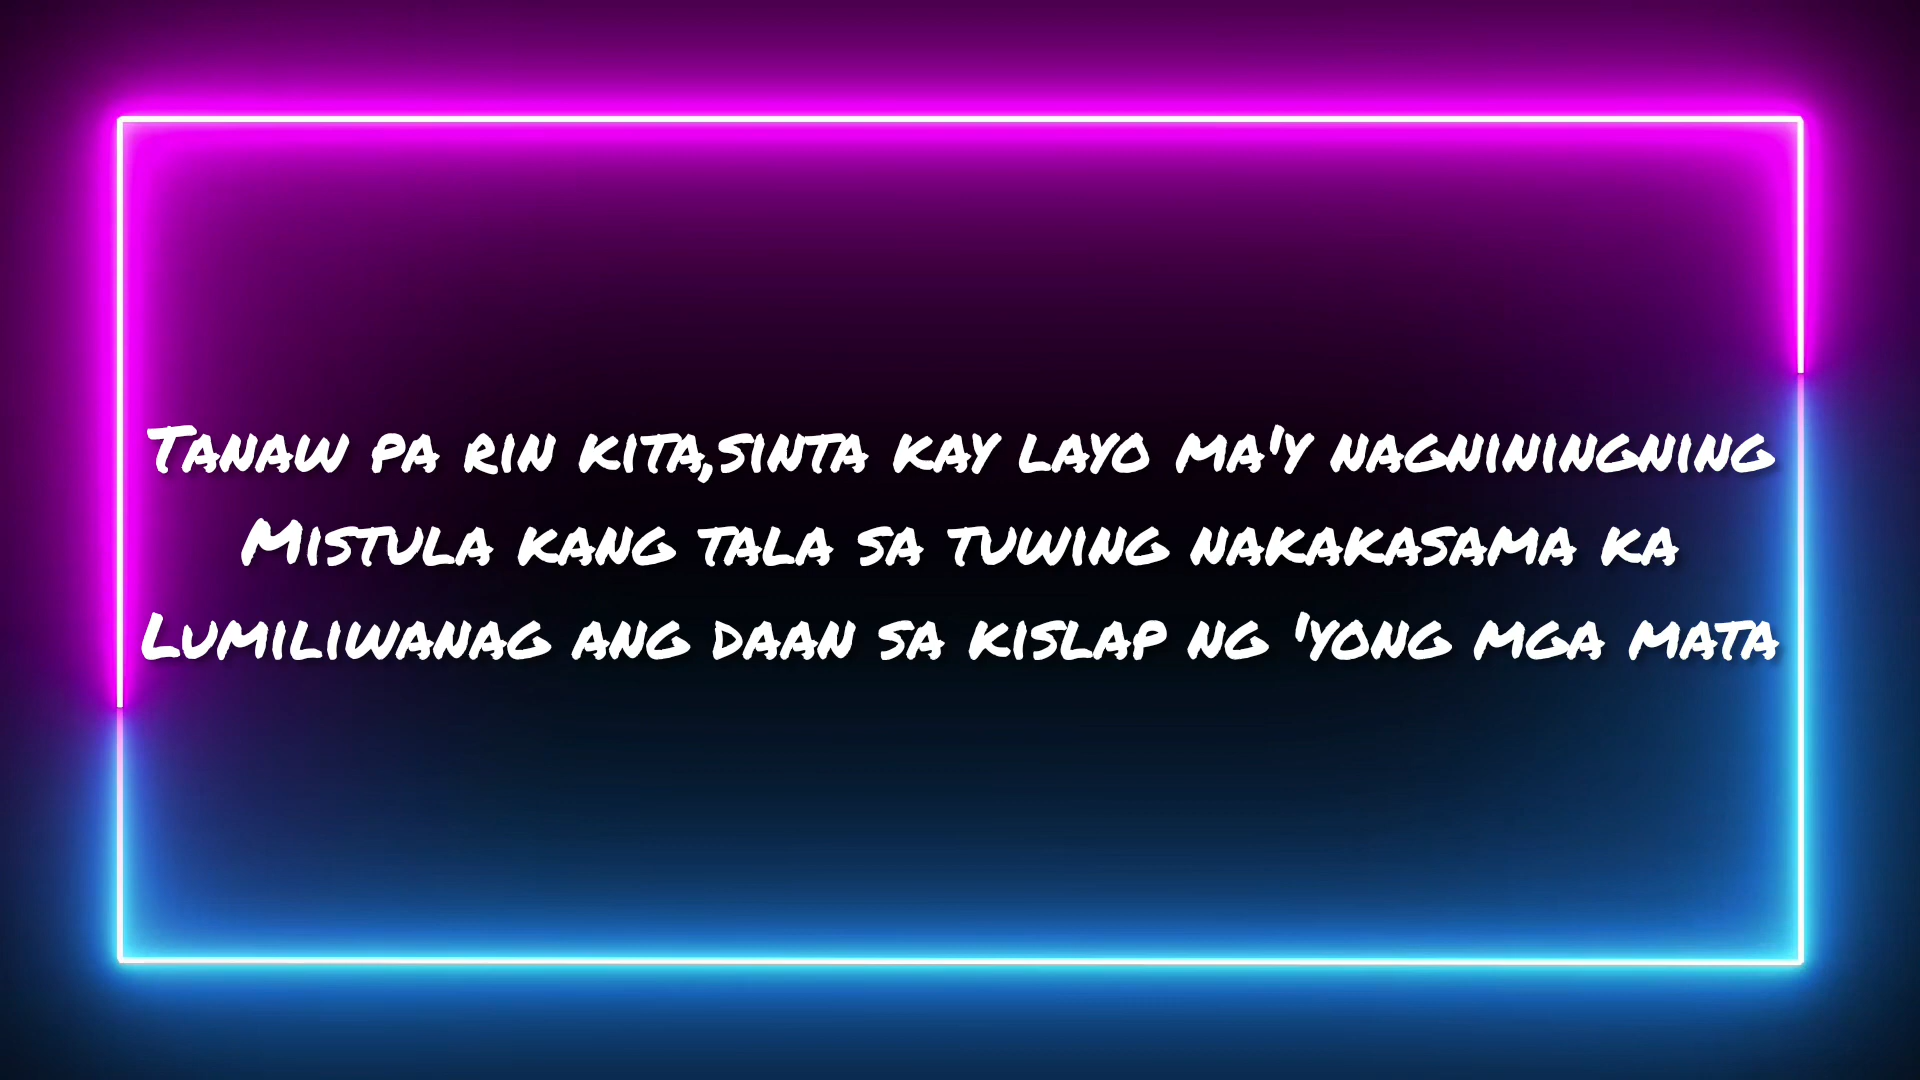 Tanaw pa rin kita,sinta kay layo ma'y nagniningning
Mistula kang tala sa tuwing nakakasama ka
Lumiliwanag ang daan sa kislap ng 'yong mga mata